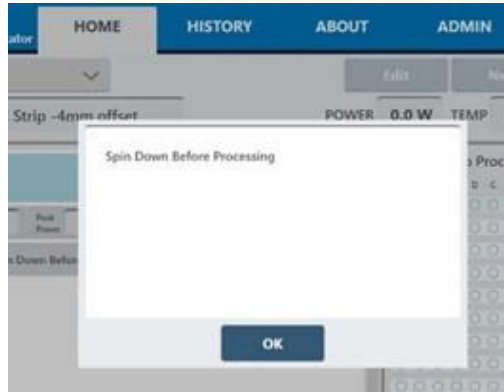 ator HOME HISTORY ABOUT ADMIN
Edit
Strip -4mm offset POWER 0.0 W TEMP
Spin Down Before Processing
Proc
D C
Peak
Power
n Down Befor
OK